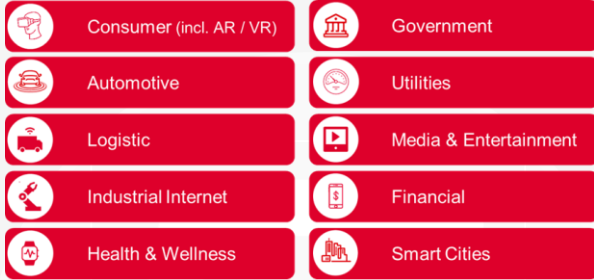 Consumer (incl. AR / VR)
Automotive
Logistic
Industrial Internet
Health & Wellness
Government
Utilities
Media & Entertainment
Financial
Smart Cities